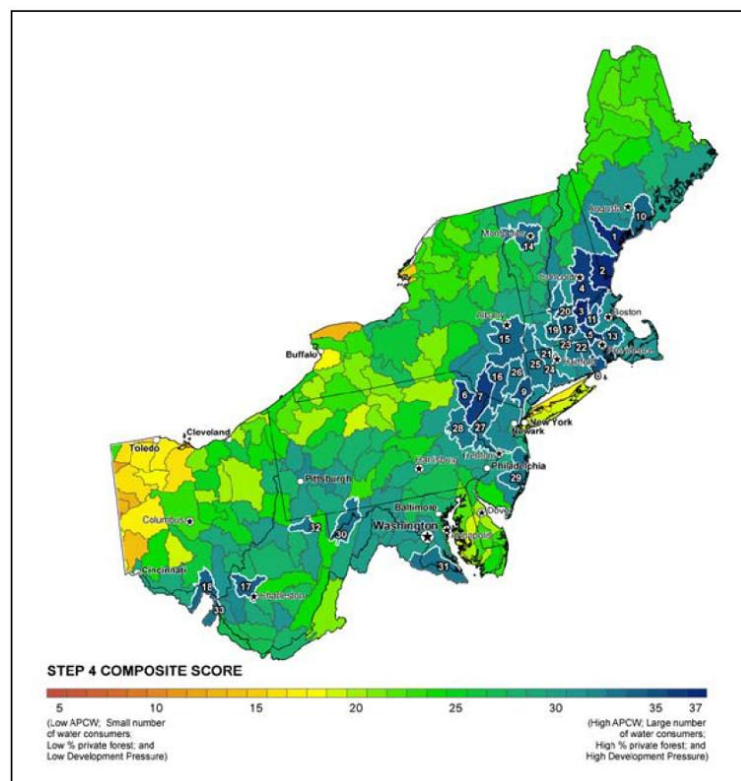 Augusta
10
1
Montpelier
14
2
Concord
4
Albany
20
3
11
Boston
15
19
12
5
13
23
22
Providence
Buffalo
21
Hartford
16
26
25
24
6
7
9
Cleveland
28
27
New York
Toledo
Newark
Trenton
Harrisburg
Philadelphia
Pittsburgh
29
Baltimore
Dover
Columbus
32
Washington
Annapolis
30
31
Cincinnati
18
17
Charleston
33
STEP 4 COMPOSITE SCORE
5 10 15 20 25 30 35 37
(Low APCW; Small number
of water consumers;
Low % private forest; and
Low Development Pressure)
(High APCW; Large number
of water consumers;
High % private forest; and
High Development Pressure)